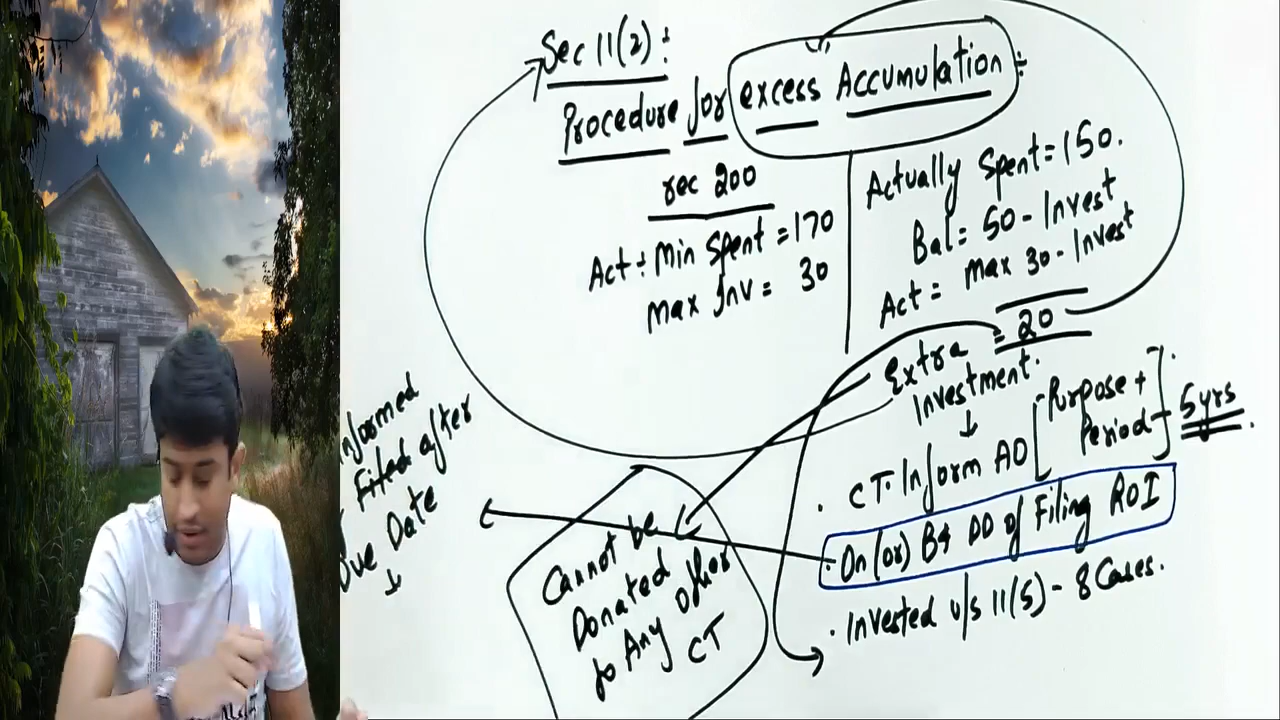 Sec 11(2) :
Procedure for excess Accumulation :
rec 200
Act : Min Spent = 170
max Inv = 30
Actually Spent = 150.
Bal = 50 - Invest
Act = max 30 - Invest
Extra = 20
Investment.
↓
. CT. Inform AO [Purpose + Period] 5yrs.
. On (or) B4 DD of Filing ROI
. Invested u/s 11(5) - 8 Cases.
Cannot be
Donated
to Any other
CT
Informed
Filed after
Due Date
↓